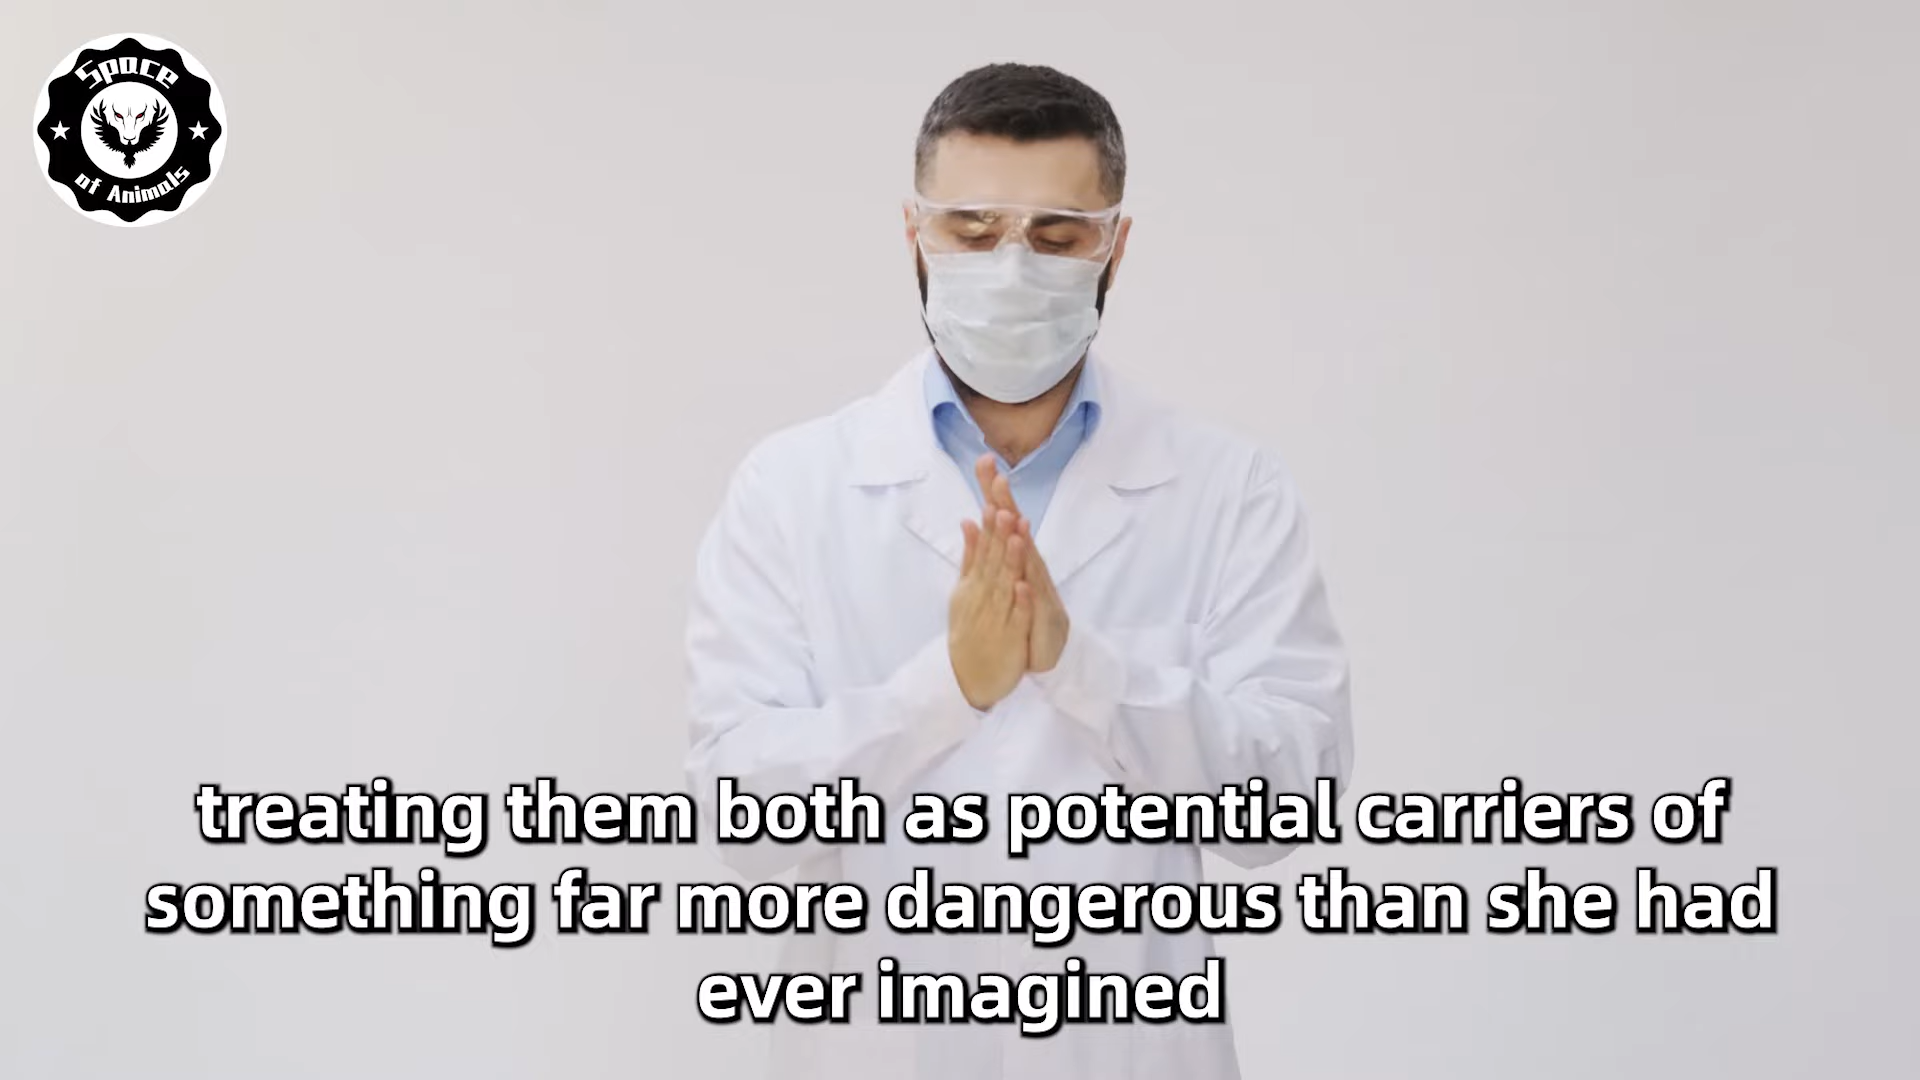 Space
of Animals
treating them both as potential carriers of
something far more dangerous than she had
ever imagined